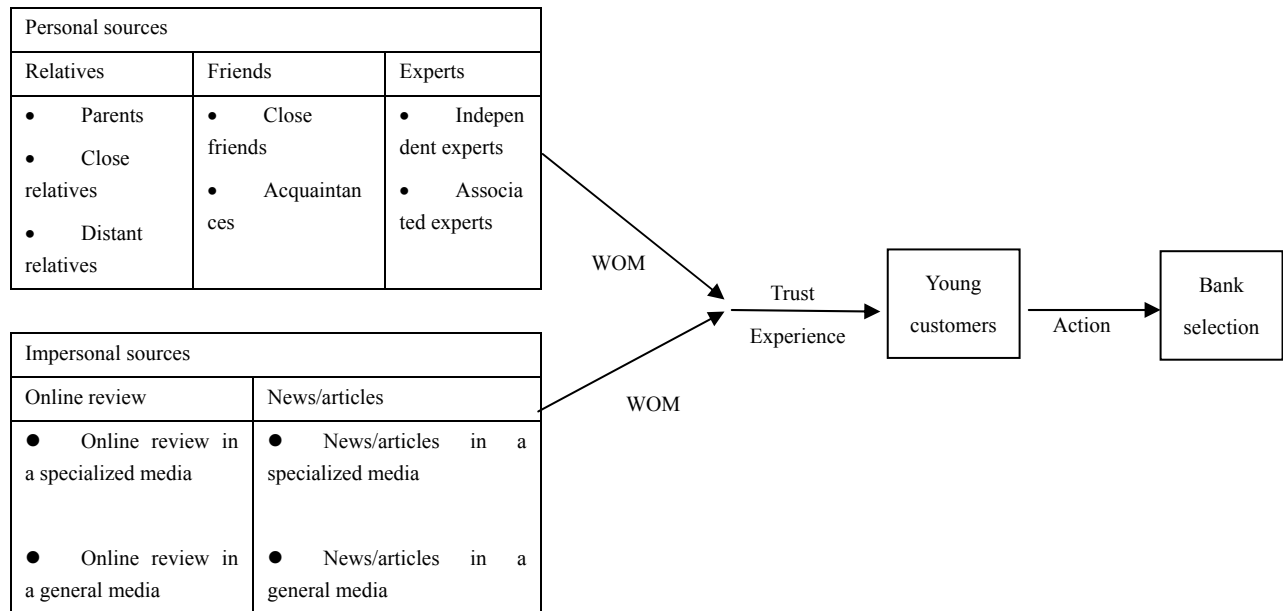 Personal sources
Relatives
Friends
Experts
• Parents
• Close
relatives
• Distant
relatives
• Close
friends
• Acquaintan
ces
• Indepen
dent experts
• Associa
ted experts
WOM
Trust
Experience
Young
customers
Action
Bank
selection
Impersonal sources
Online review
News/articles
● Online review in
a specialized media
● Online review in
a general media
● News/articles in a
specialized media
● News/articles in a
general media
WOM